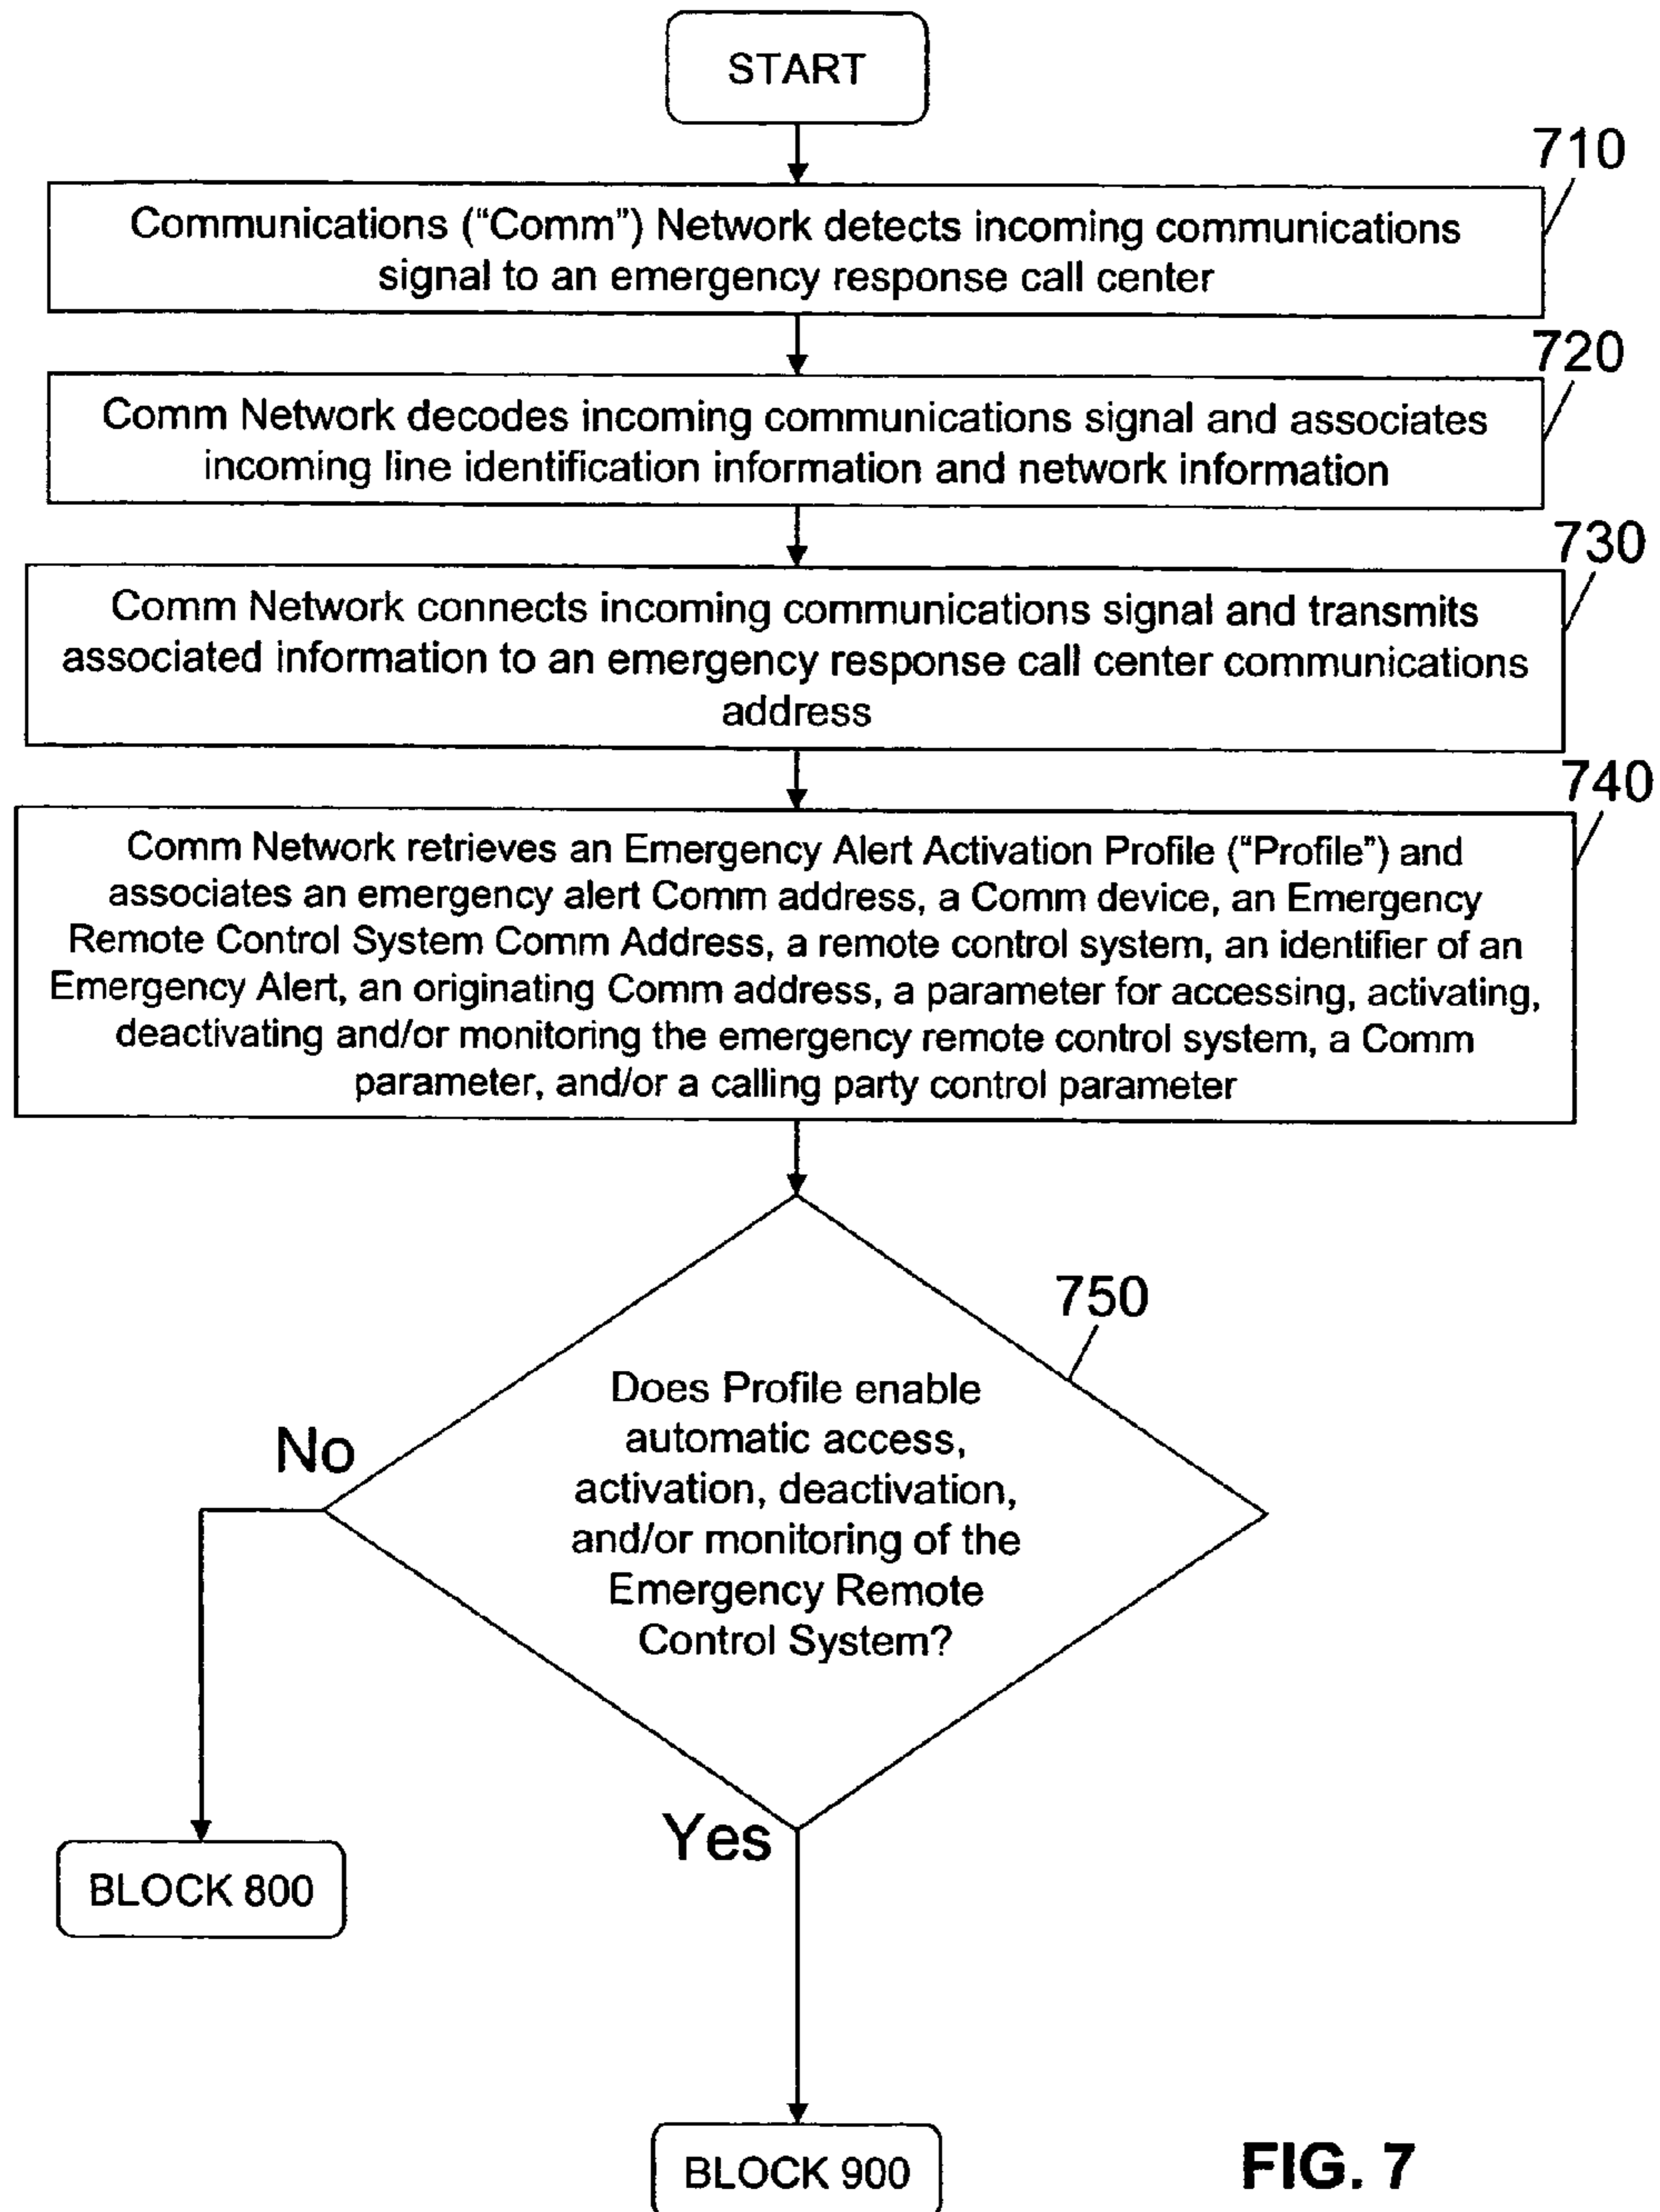 START
710
Communications (“Comm”) Network detects incoming communications
signal to an emergency response call center
720
Comm Network decodes incoming communications signal and associates
incoming line identification information and network information
730
Comm Network connects incoming communications signal and transmits
associated information to an emergency response call center communications
address
740
Comm Network retrieves an Emergency Alert Activation Profile (“Profile”) and
associates an emergency alert Comm address, a Comm device, an Emergency
Remote Control System Comm Address, a remote control system, an identifier of an
Emergency Alert, an originating Comm address, a parameter for accessing, activating,
deactivating and/or monitoring the emergency remote control system, a Comm
parameter, and/or a calling party control parameter
750
Does Profile enable
automatic access,
activation, deactivation,
and/or monitoring of the
Emergency Remote
Control System?
No
Yes
BLOCK 800
BLOCK 900
FIG. 7